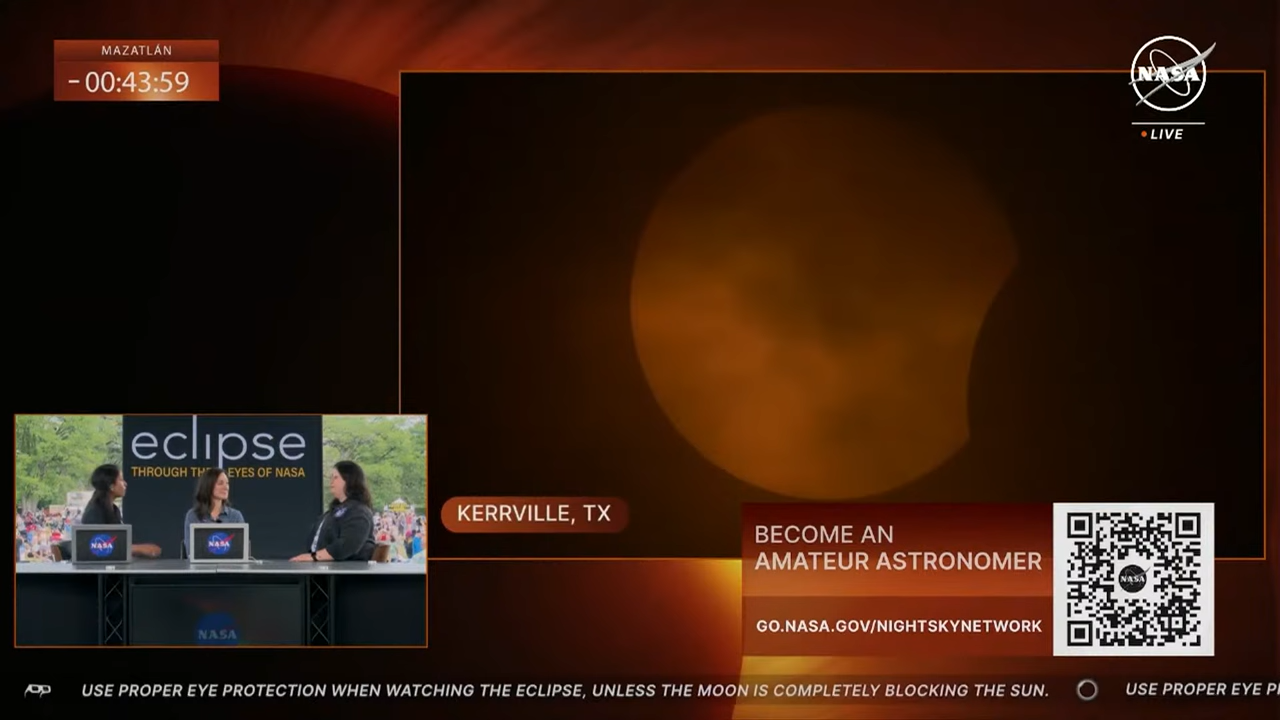 MAZATLÁN
-00:43:59
NASA
LIVE
eclipse
THROUGH THE EYES OF NASA
NASA
NASA
NASA
KERRVILLE, TX
BECOME AN
AMATEUR ASTRONOMER
GO.NASA.GOV/NIGHTSKYNETWORK
NASA
USE PROPER EYE PROTECTION WHEN WATCHING THE ECLIPSE, UNLESS THE MOON IS COMPLETELY BLOCKING THE SUN. USE PROPER EYE P